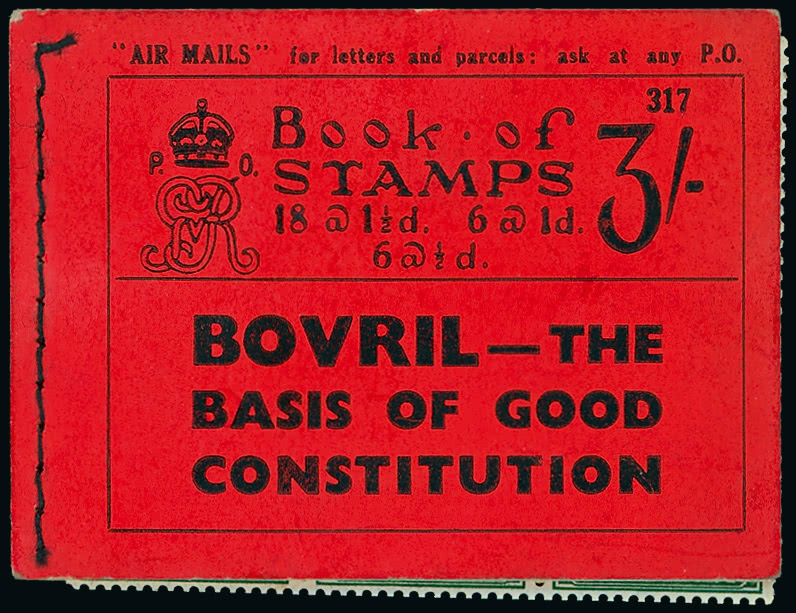 "AIR MAILS" for letters and parcels: ask at any P.O.
317
Book · of
STAMPS
3/-
P. O.
18 @ 1½d. 6 @ 1d.
6 @ ½d.
BOVRIL — THE
BASIS OF GOOD
CONSTITUTION